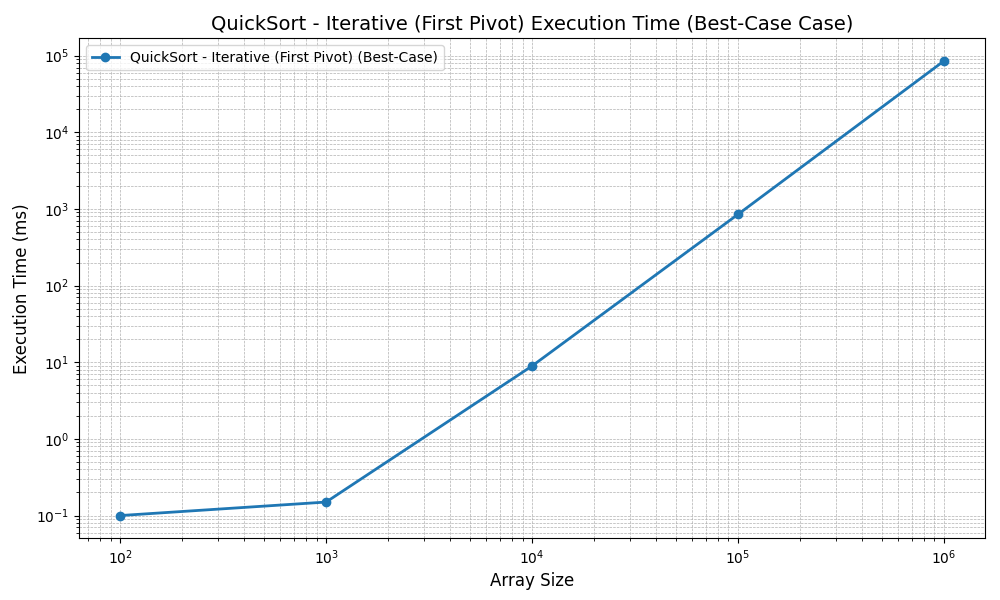 QuickSort - Iterative (First Pivot) Execution Time (Best-Case Case)
QuickSort - Iterative (First Pivot) (Best-Case)
Execution Time (ms)
10⁵
10⁴
10³
10²
10¹
10⁰
10⁻¹
10² 10³ 10⁴ 10⁵ 10⁶
Array Size